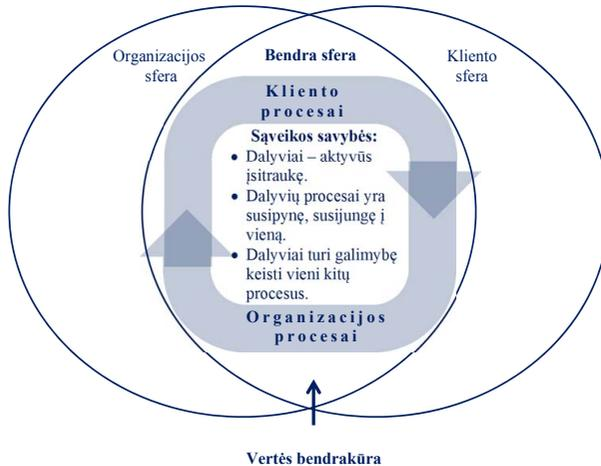 Organizacijos
sfera
Bendra sfera
Kliento
sfera
Kliento
procesai
Sąveikos savybės:
• Dalyviai – aktyvūs
įsitraukę.
• Dalyvių procesai yra
susipynę, susijungę į
vieną.
• Dalyviai turi galimybę
keisti vieni kitų
procesus.
Organizacijos
procesai
Vertės bendrakūra